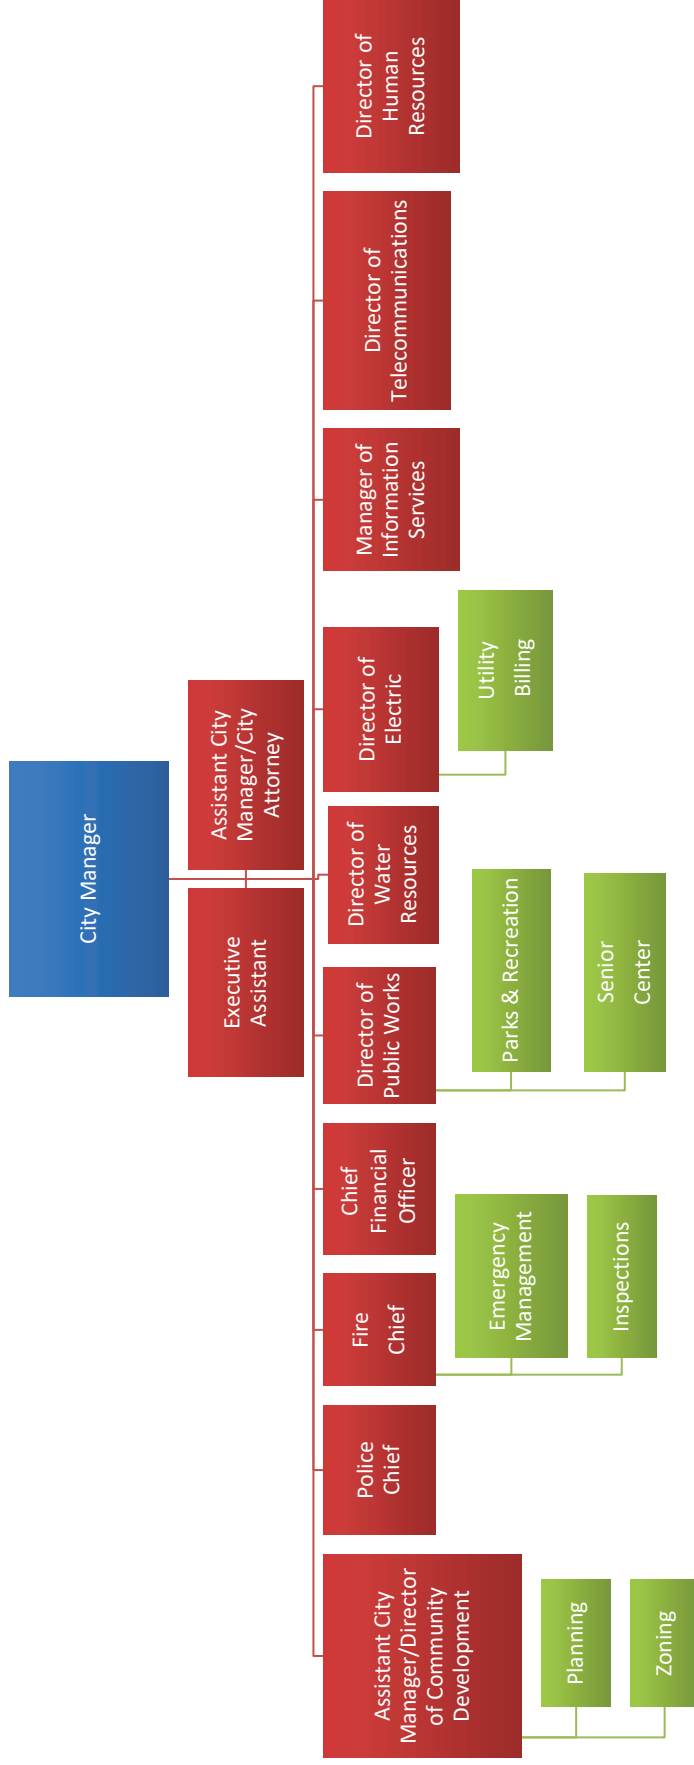 City Manager
Executive
Assistant
Assistant City
Manager/City
Attorney
Assistant City
Manager/Director
of Community
Development
Police
Chief
Fire
Chief
Chief
Financial
Officer
Director of
Public Works
Director of
Water
Resources
Director of
Electric
Manager of
Information
Services
Director of
Telecommunications
Director of
Human
Resources
Planning
Zoning
Emergency
Management
Inspections
Parks & Recreation
Senior
Center
Utility
Billing